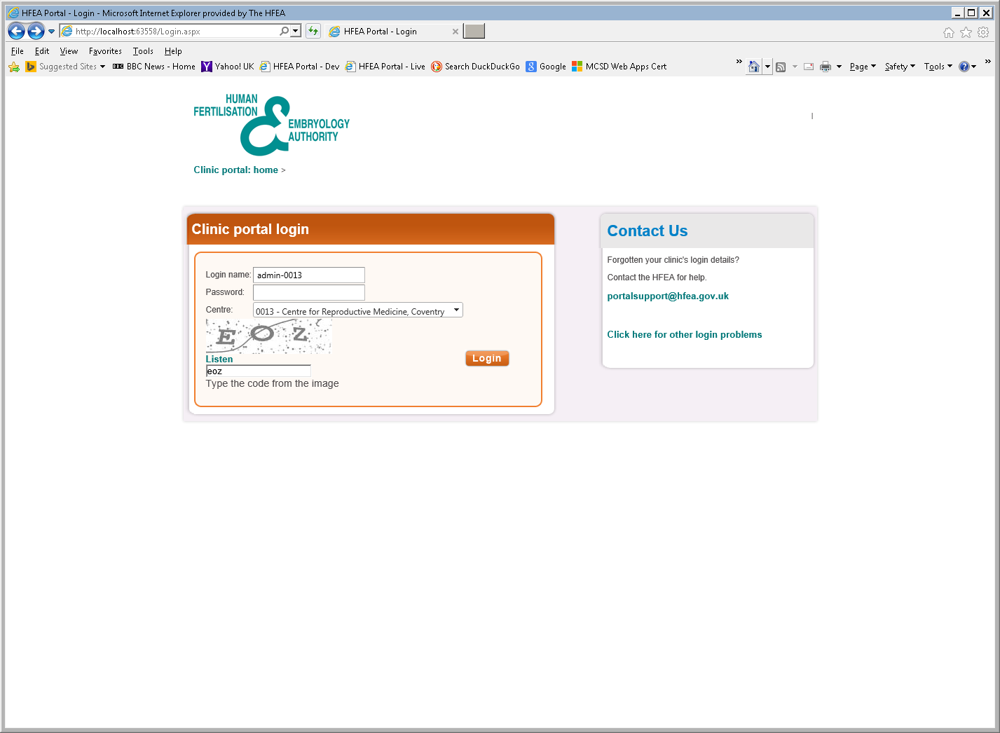 HFEA Portal - Login - Microsoft Internet Explorer provided by The HFEA
http://localhost:63558/Login.aspx
HFEA Portal - Login
File Edit View Favorites Tools Help
Suggested Sites BBC News - Home Yahoo! UK HFEA Portal - Dev HFEA Portal - Live Search DuckDuckGo Google MCSD Web Apps Cert » Page Safety Tools »
HUMAN
FERTILISATION
&
EMBRYOLOGY
AUTHORITY
|
Clinic portal: home >
Clinic portal login
Login name: admin-0013
Password:
Centre: 0013 - Centre for Reproductive Medicine, Coventry
EOZ
Listen
eoz
Type the code from the image
Login
Contact Us
Forgotten your clinic's login details?
Contact the HFEA for help.
portalsupport@hfea.gov.uk
Click here for other login problems